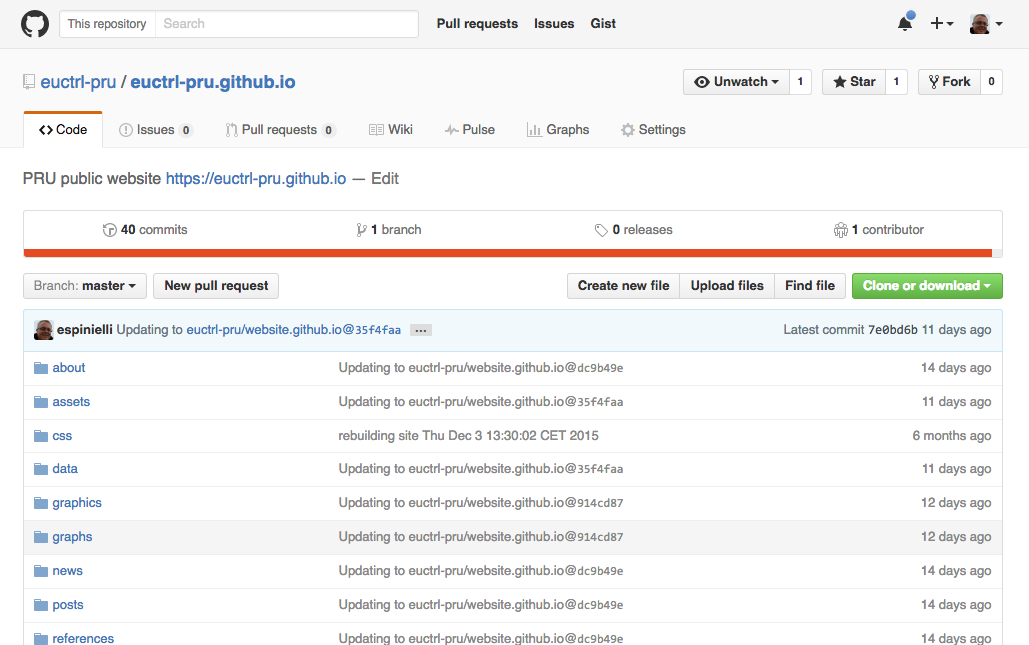 This repository Search Pull requests Issues Gist
euctrl-pru / euctrl-pru.github.io Unwatch 1 Star 1 Fork 0
Code Issues 0 Pull requests 0 Wiki Pulse Graphs Settings
PRU public website https://euctrl-pru.github.io — Edit
40 commits 1 branch 0 releases 1 contributor
Branch: master New pull request Create new file Upload files Find file Clone or download
espinielli Updating to euctrl-pru/website.github.io@35f4faa ... Latest commit 7e0bd6b 11 days ago
about Updating to euctrl-pru/website.github.io@dc9b49e 14 days ago
assets Updating to euctrl-pru/website.github.io@35f4faa 11 days ago
css rebuilding site Thu Dec 3 13:30:02 CET 2015 6 months ago
data Updating to euctrl-pru/website.github.io@35f4faa 11 days ago
graphics Updating to euctrl-pru/website.github.io@914cd87 12 days ago
graphs Updating to euctrl-pru/website.github.io@914cd87 12 days ago
news Updating to euctrl-pru/website.github.io@dc9b49e 14 days ago
posts Updating to euctrl-pru/website.github.io@dc9b49e 14 days ago
references Updating to euctrl-pru/website.github.io@dc9b49e 14 days ago